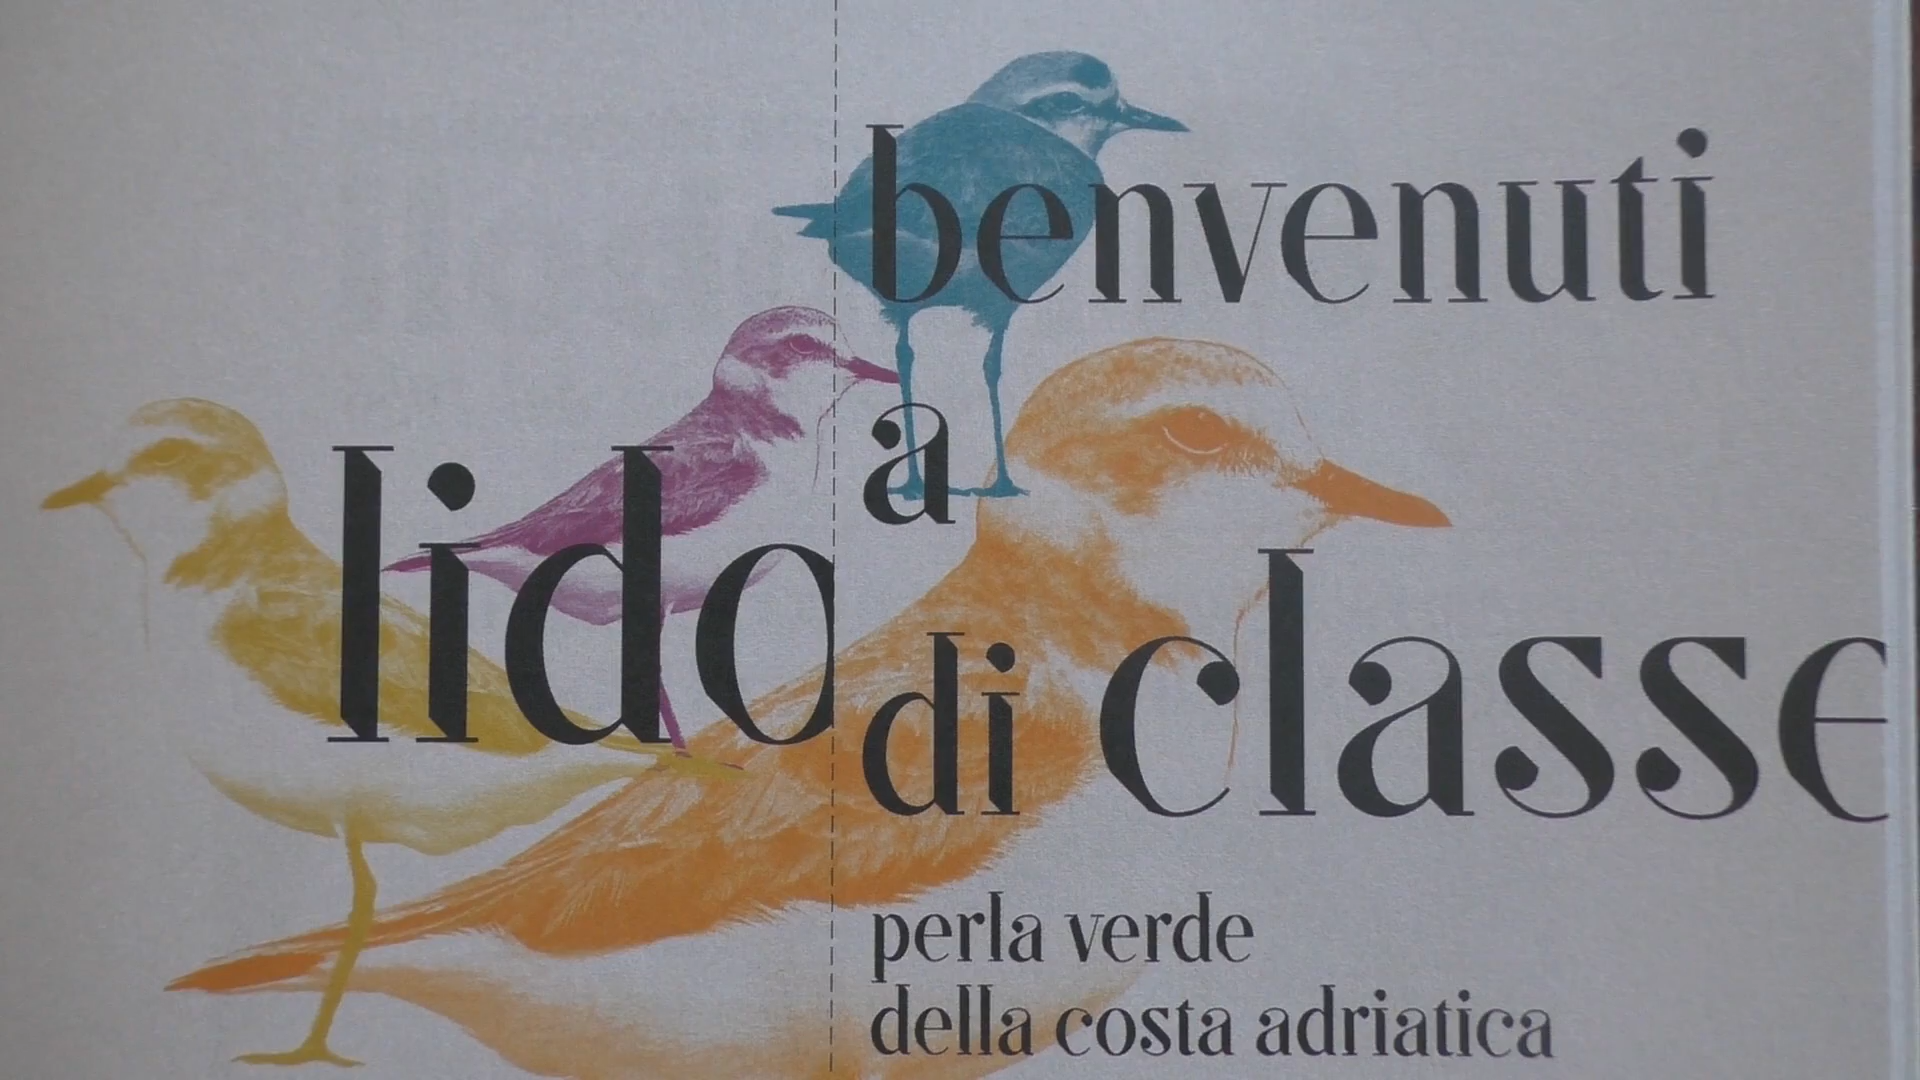 benvenuti
a
lido
di classe
perla verde
della costa adriatica